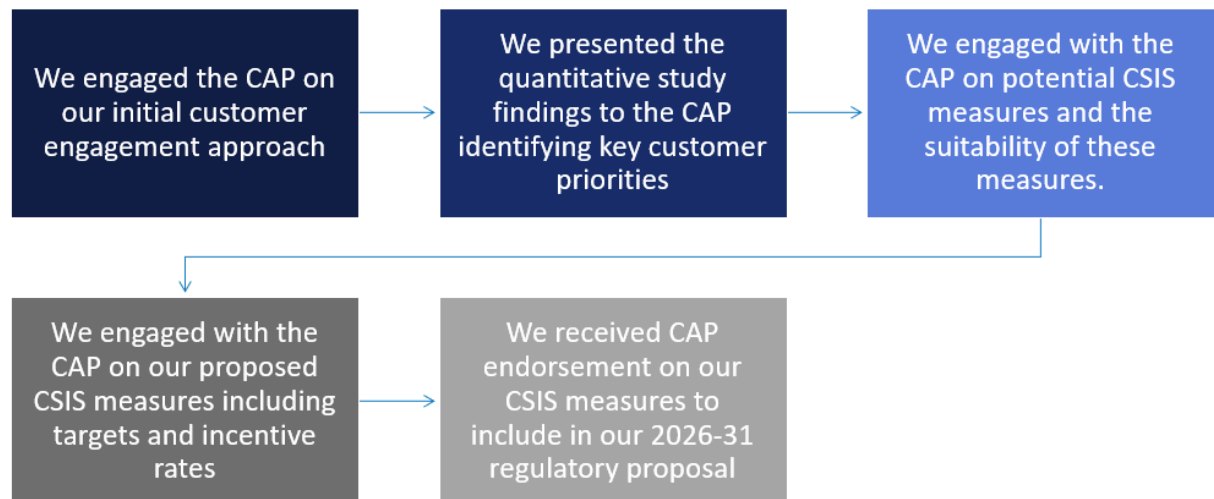 We engaged the CAP on
our initial customer
engagement approach
We presented the
quantitative study
findings to the CAP
identifying key customer
priorities
We engaged with the
CAP on potential CSIS
measures and the
suitability of these
measures.
We engaged with the
CAP on our proposed
CSIS measures including
targets and incentive
rates
We received CAP
endorsement on our
CSIS measures to
include in our 2026-31
regulatory proposal